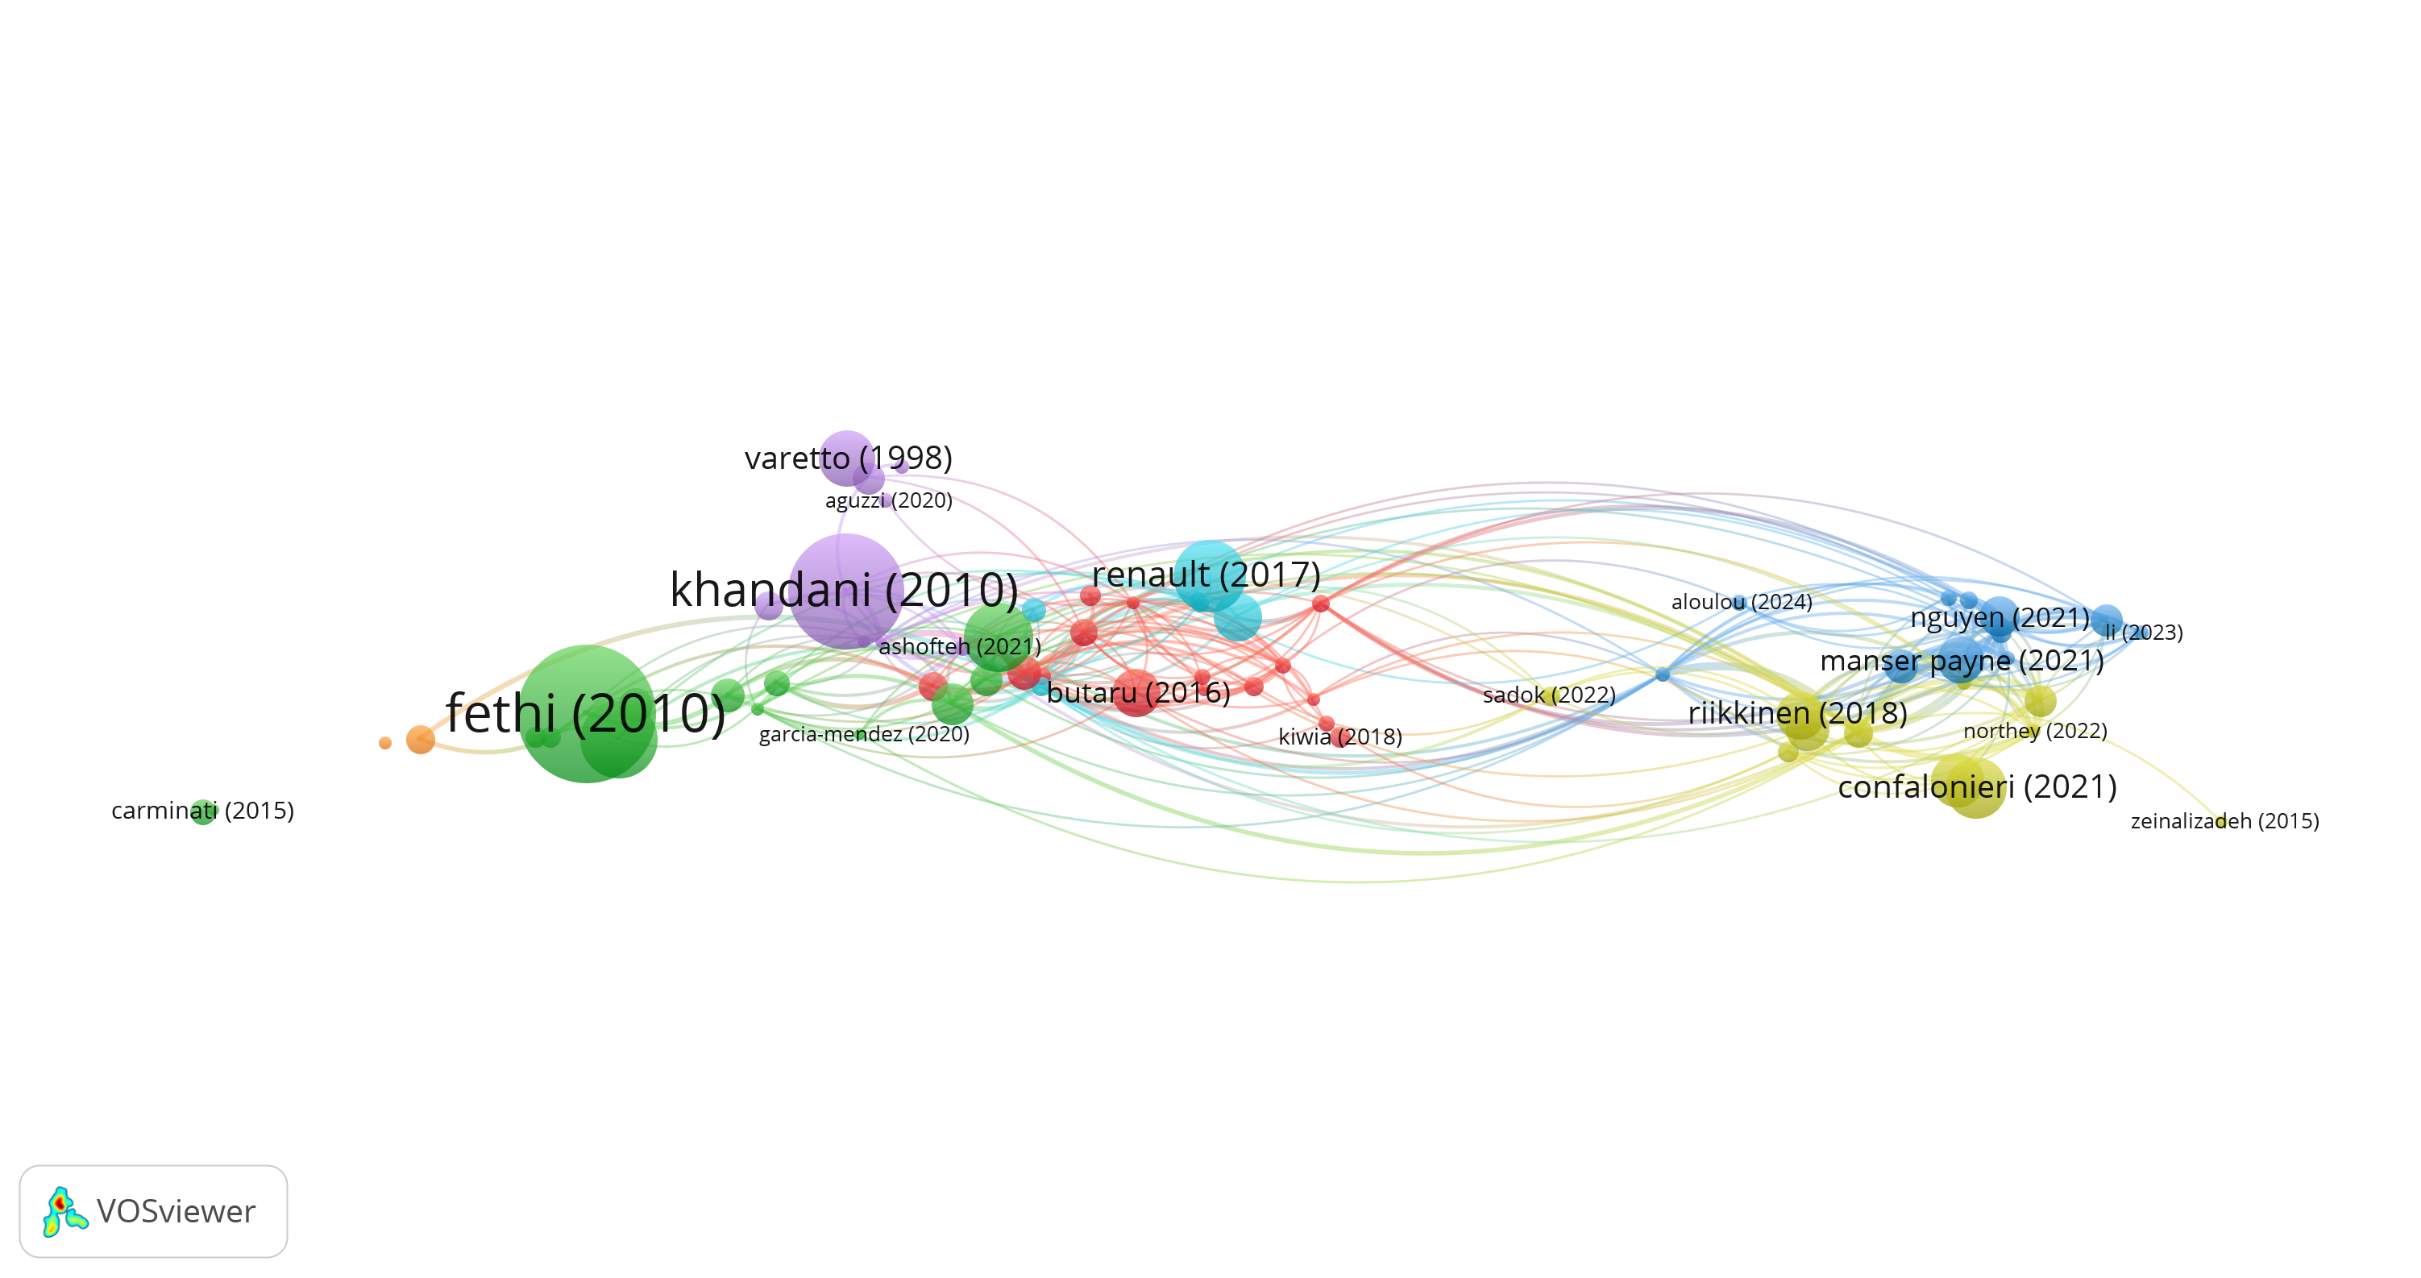 varetto (1998)
aguzzi (2020)
khandani (2010)
renault (2017)
aloulou (2024)
nguyen (2021)
li (2023)
ashofteh (2021)
manser payne (2021)
butaru (2016)
sadok (2022)
fethi (2010)
riikkinen (2018)
garcia-mendez (2020)
kiwia (2018)
northey (2022)
confalonieri (2021)
carminati (2015)
zeinalizadeh (2015)
VOSviewer